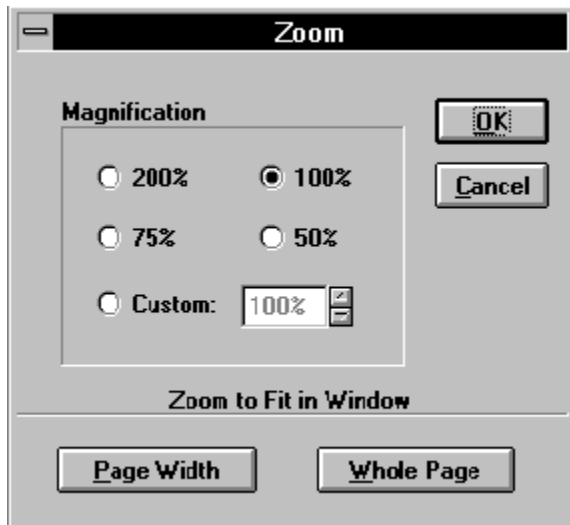 Zoom
Magnification
OK
200% 100%
Cancel
75% 50%
Custom: 100%
Zoom to Fit in Window
Page Width Whole Page